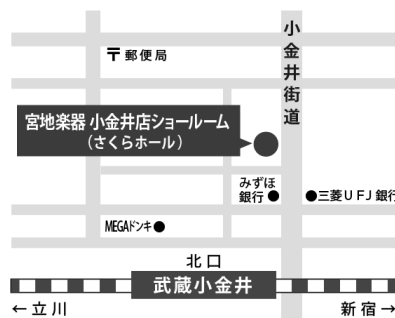 小金井街道
〒郵便局
宮地楽器 小金井店ショールーム
（さくらホール）
みずほ
銀行●
●三菱UFJ 銀行
MEGAドンキ●
北口
武蔵小金井
←立川
新宿→